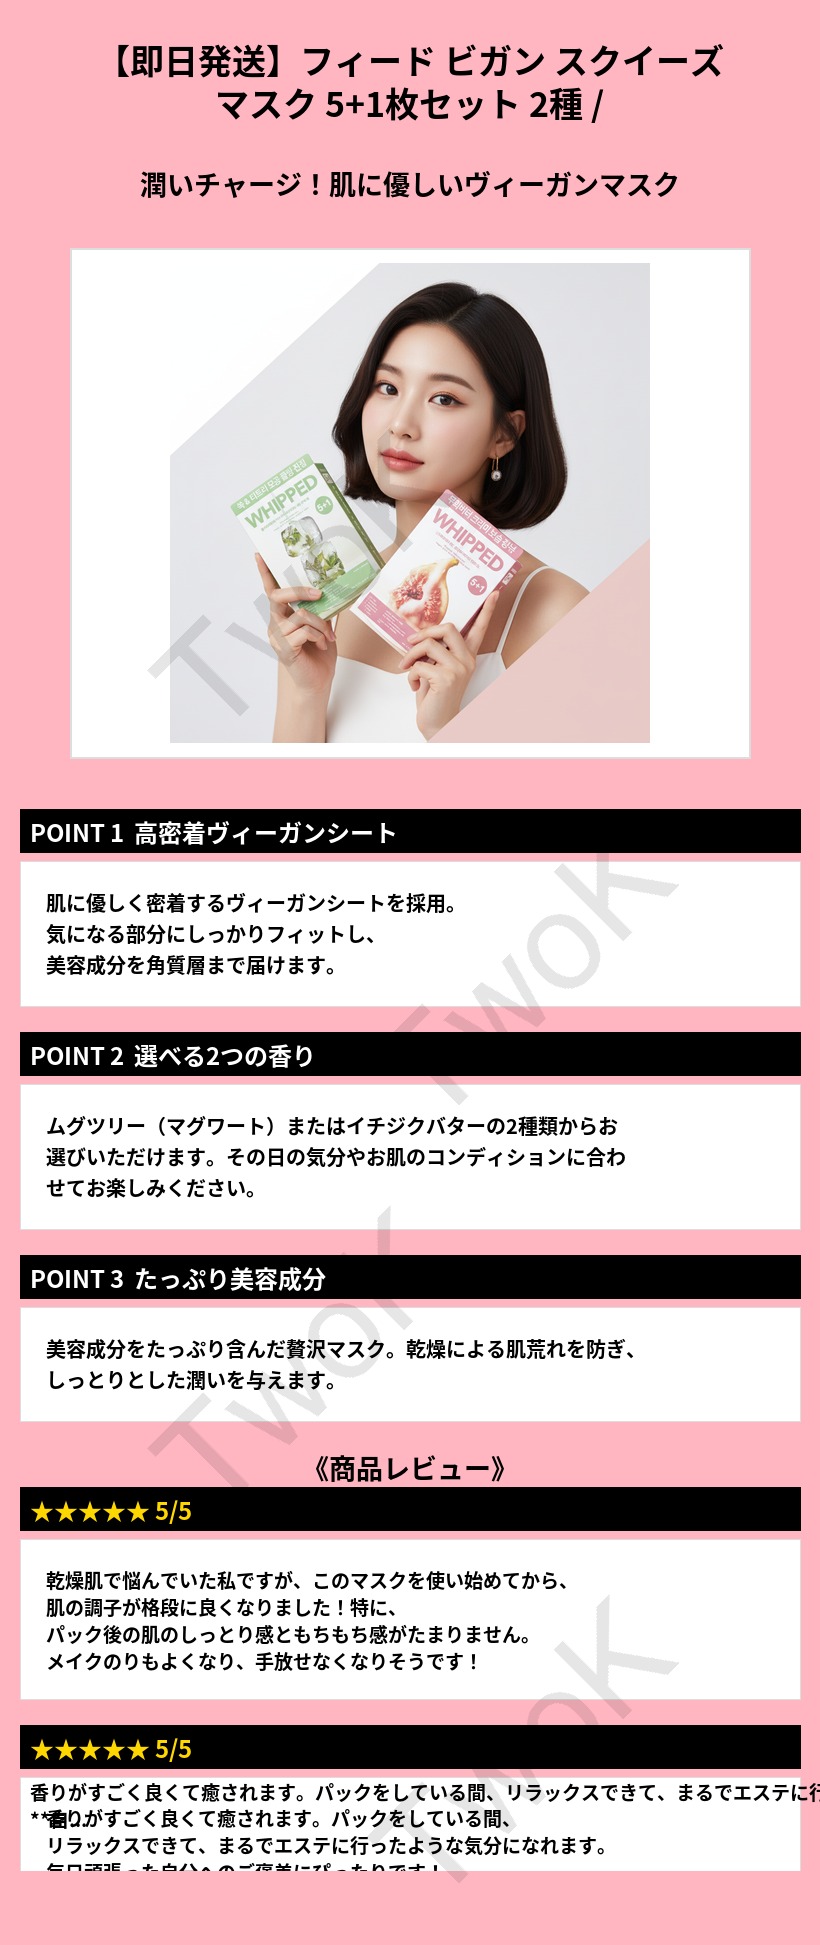 【即日発送】フィード ビガン スクイーズ
マスク 5+1枚セット 2種 /
潤いチャージ！肌に優しいヴィーガンマスク
WHIPPED
5+1
WHIPPED
5+1
TwoK
POINT 1 高密着ヴィーガンシート
肌に優しく密着するヴィーガンシートを採用。
気になる部分にしっかりフィットし、
美容成分を角質層まで届けます。
TwoK
POINT 2 選べる2つの香り
ムグツリー（マグワート）またはイチジクバターの2種類からお
選びいただけます。その日の気分やお肌のコンディションに合わ
せてお楽しみください。
POINT 3 たっぷり美容成分
美容成分をたっぷり含んだ贅沢マスク。乾燥による肌荒れを防ぎ、
しっとりとした潤いを与えます。
TwoK
《商品レビュー》
★★★★★ 5/5
乾燥肌で悩んでいた私ですが、このマスクを使い始めてから、
肌の調子が格段に良くなりました！特に、
パック後の肌のしっとり感ともちもち感がたまりません。
メイクのりもよくなり、手放せなくなりそうです！
TwoK
★★★★★ 5/5
香りがすごく良くて癒されます。パックをしている間、リラックスできて、まるでエステに行
香りがすごく良くて癒されます。パックをしている間、
リラックスできて、まるでエステに行ったような気分になれます。
毎日頑張った自分へのご褒美にぴったりです！